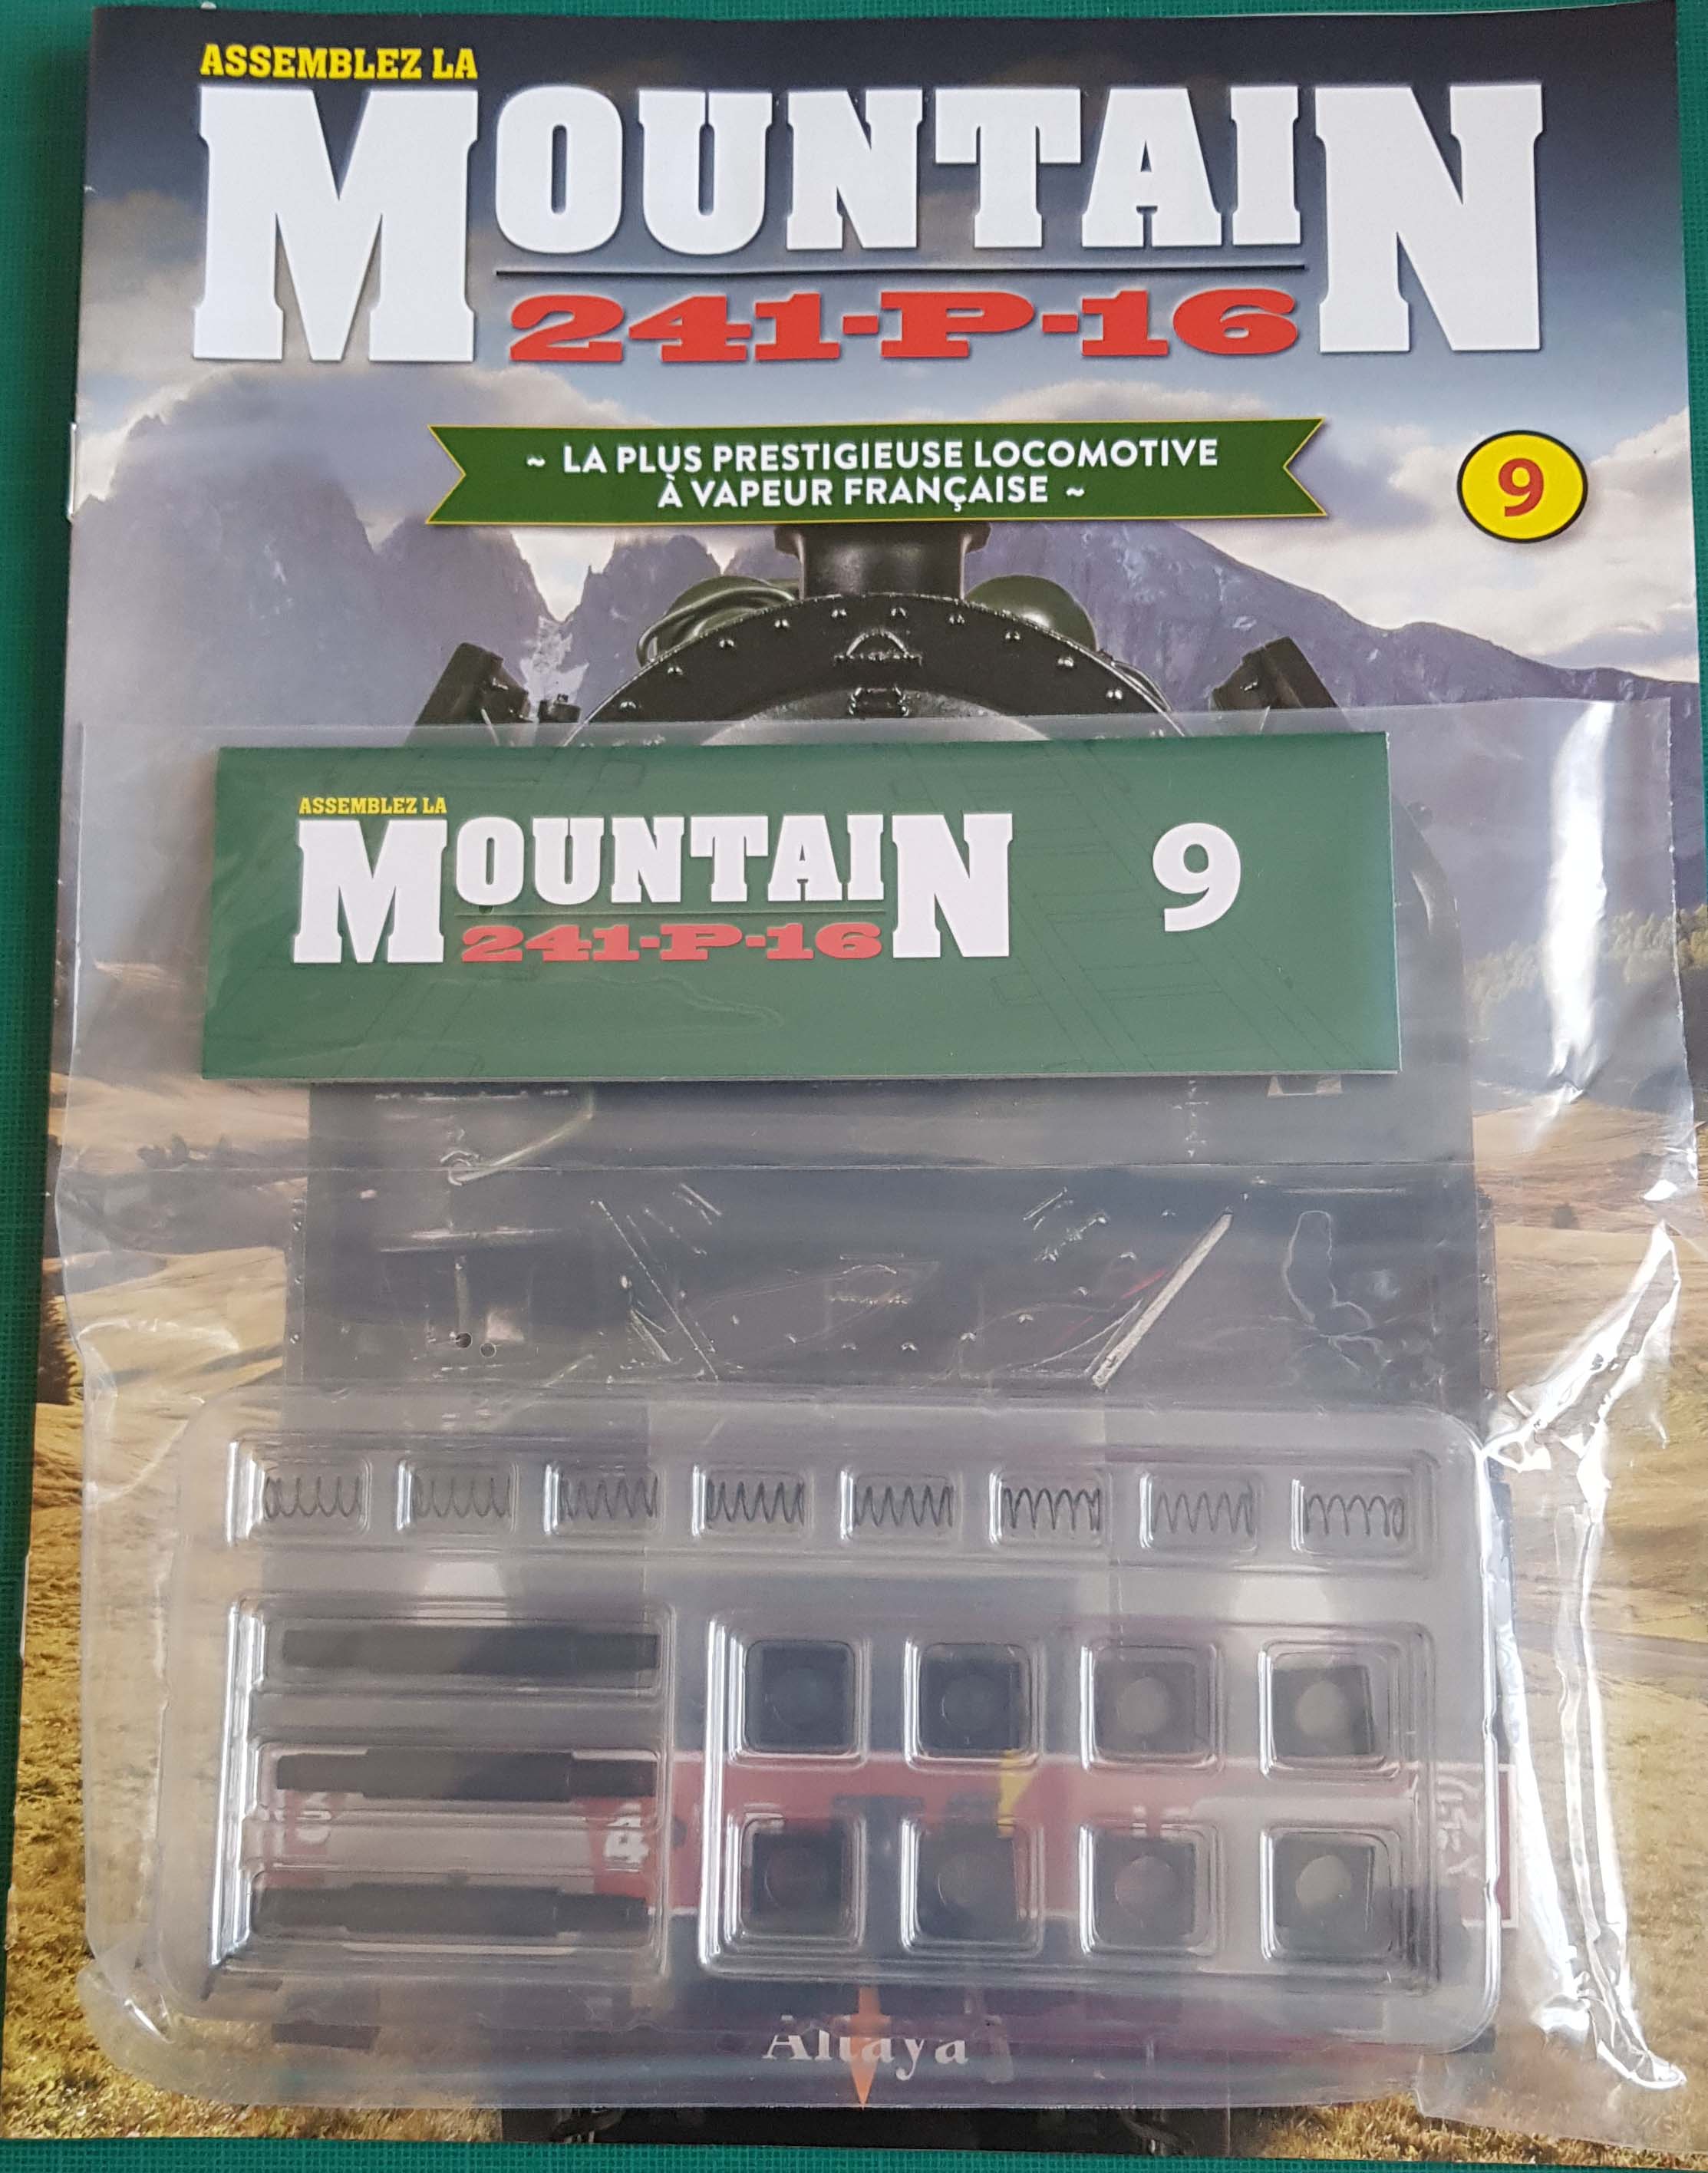 ASSEMBLEZ LA
MOUNTAIN
241-P-16
~ LA PLUS PRESTIGIEUSE LOCOMOTIVE
À VAPEUR FRANÇAISE ~
9
ASSEMBLEZ LA
MOUNTAIN
241-P-16
9
Altaya